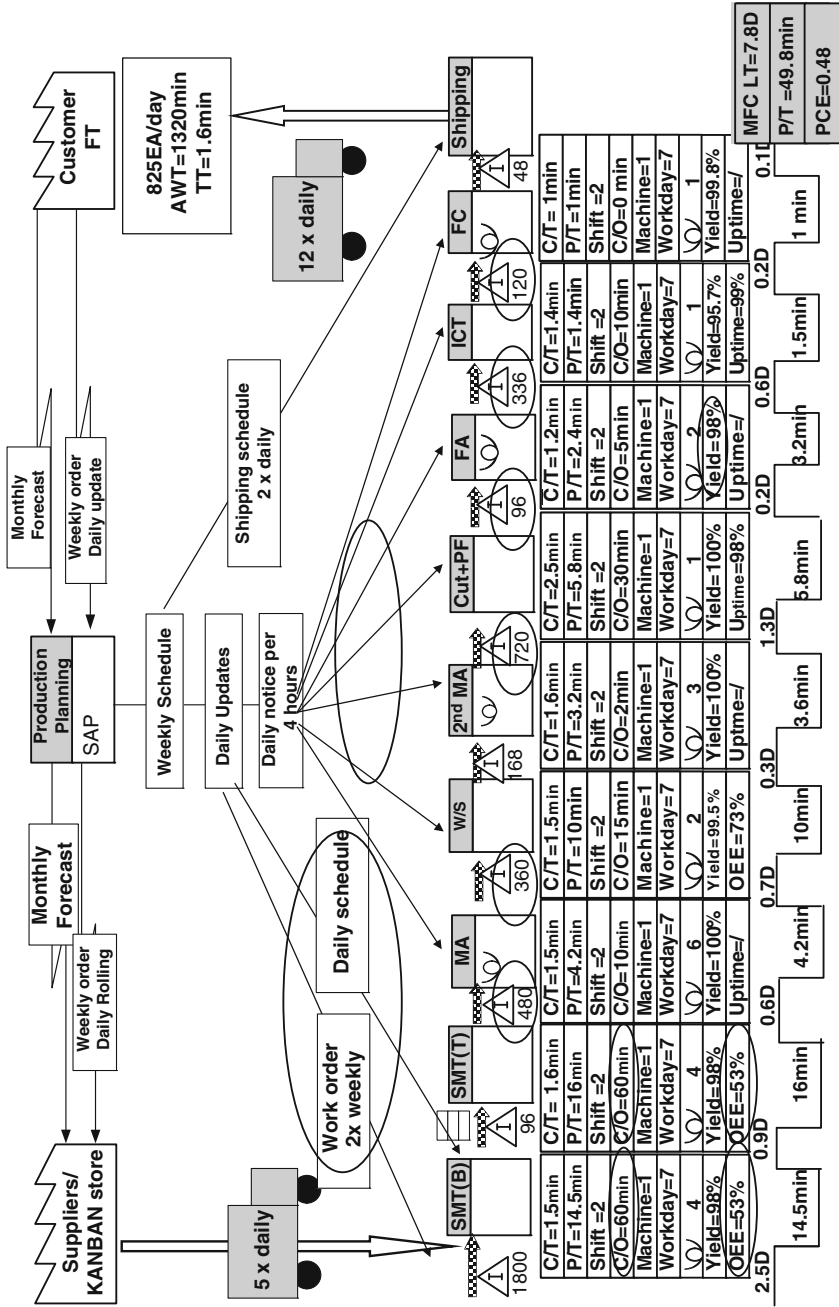 Suppliers/
KANBAN store
Monthly
Forecast
Weekly order
Daily Rolling
Production
Planning
SAP
Monthly
Forecast
Weekly order
Daily update
Customer
FT
825EA/day
AWT=1320min
TT=1.6min
5 x daily
12 x daily
Weekly Schedule
Daily Updates
Daily notice per
4 hours
Shipping schedule
2 x daily
Daily schedule
Work order
2x weekly
I
1800
SMT(B)
I
96
SMT(T)
I
480
MA
I
360
W/S
I
168
2nd MA
I
720
Cut+PF
I
96
FA
I
336
ICT
I
120
FC
I
48
Shipping
C/T=1.5min
P/T=14.5min
Shift =2
C/O=60min
Machine=1
Workday=7
4
Yield=98%
OEE=53%
C/T= 1.6min
P/T=16min
Shift =2
C/O=60min
Machine=1
Workday=7
4
Yield=98%
OEE=53%
C/T=1.5min
P/T=4.2min
Shift =2
C/O=10min
Machine=1
Workday=7
6
Yield=100%
Uptime=/
C/T=1.5min
P/T=10min
Shift =2
C/O=15min
Machine=1
Workday=7
2
Yield=99.5%
OEE=73%
C/T=1.6min
P/T=3.2min
Shift =2
C/O=2min
Machine=1
Workday=7
3
Yield=100%
Uptme=/
C/T=2.5min
P/T=5.8min
Shift =2
C/O=30min
Machine=1
Workday=7
1
Yield=100%
Uptime=98%
C/T=1.2min
P/T=2.4min
Shift =2
C/O=5min
Machine=1
Workday=7
2
Yield=98%
Uptime=/
C/T=1.4min
P/T=1.4min
Shift =2
C/O=10min
Machine=1
Workday=7
1
Yield=95.7%
Uptime=99%
C/T= 1min
P/T=1min
Shift =2
C/O=0 min
Machine=1
Workday=7
1
Yield=99.8%
Uptime=/
2.5D
14.5min
0.9D
16min
0.6D
4.2min
0.7D
10min
0.3D
3.6min
1.3D
5.8min
0.2D
3.2min
0.6D
1.5min
0.2D
1 min
0.1D
MFC LT=7.8D
P/T =49.8min
PCE=0.48